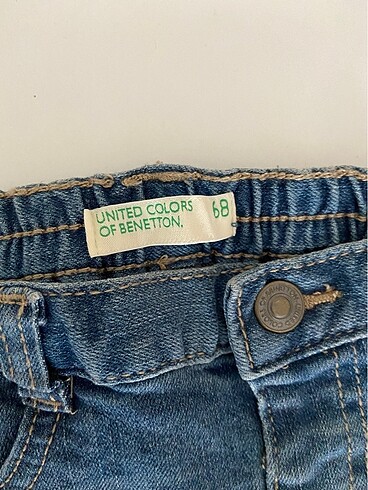 UNITED COLORS
OF BENETTON.
68